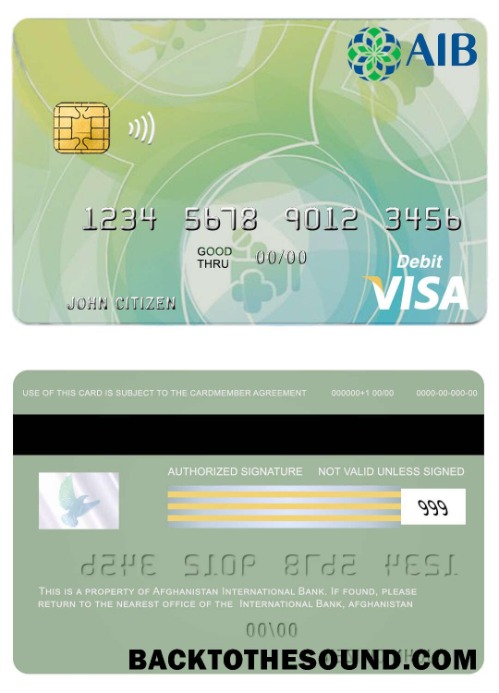 AIB
1234 5678 9012 3456
GOOD
THRU 00/00
Debit
VISA
JOHN CITIZEN
USE OF THIS CARD IS SUBJECT TO THE CARDMEMBER AGREEMENT 000000+1 00/00 0000-00-000-00
AUTHORIZED SIGNATURE NOT VALID UNLESS SIGNED
999
THIS IS A PROPERTY OF AFGHANISTAN INTERNATIONAL BANK. IF FOUND, PLEASE
RETURN TO THE NEAREST OFFICE OF THE INTERNATIONAL BANK, AFGHANISTAN
00\00
BACKTOTHESOUND.COM